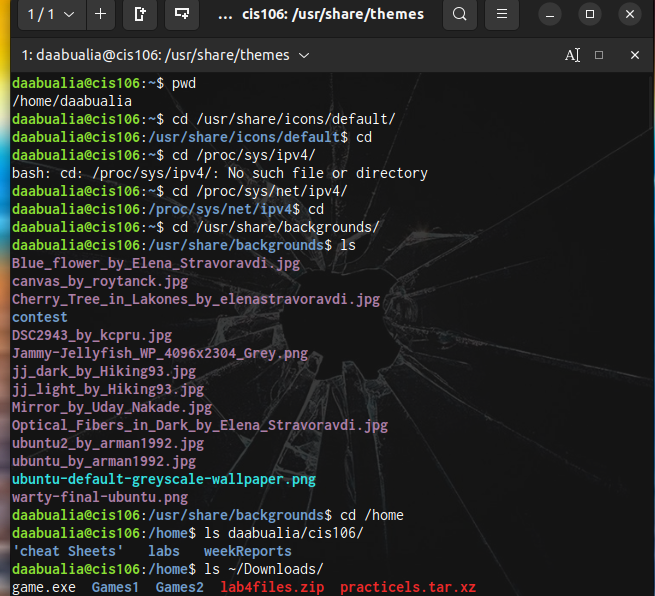 1 / 1 ... cis106: /usr/share/themes
1: daabualia@cis106: /usr/share/themes
daabualia@cis106:~$ pwd
/home/daabualia
daabualia@cis106:~$ cd /usr/share/icons/default/
daabualia@cis106:/usr/share/icons/default$ cd
daabualia@cis106:~$ cd /proc/sys/ipv4/
bash: cd: /proc/sys/ipv4/: No such file or directory
daabualia@cis106:~$ cd /proc/sys/net/ipv4/
daabualia@cis106:/proc/sys/net/ipv4$ cd
daabualia@cis106:~$ cd /usr/share/backgrounds/
daabualia@cis106:/usr/share/backgrounds$ ls
Blue_flower_by_Elena_Stravoravdi.jpg
canvas_by_roytanck.jpg
Cherry_Tree_in_Lakones_by_elenastravoravdi.jpg
contest
DSC2943_by_kcpru.jpg
Jammy-Jellyfish_WP_4096x2304_Grey.png
jj_dark_by_Hiking93.jpg
jj_light_by_Hiking93.jpg
Mirror_by_Uday_Nakade.jpg
Optical_Fibers_in_Dark_by_Elena_Stravoravdi.jpg
ubuntu2_by_arman1992.jpg
ubuntu_by_arman1992.jpg
ubuntu-default-greyscale-wallpaper.png
warty-final-ubuntu.png
daabualia@cis106:/usr/share/backgrounds$ cd /home
daabualia@cis106:/home$ ls daabualia/cis106/
'cheat Sheets' labs weekReports
daabualia@cis106:/home$ ls ~/Downloads/
game.exe Games1 Games2 lab4files.zip practicels.tar.xz